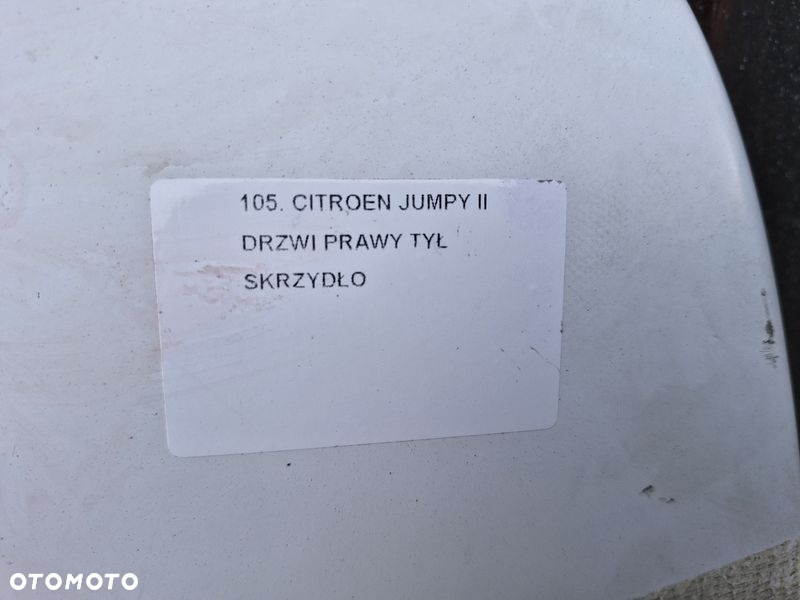 105. CITROEN JUMPY II
DRZWI PRAWY TYŁ
SKRZYDŁO
OTOMOTO